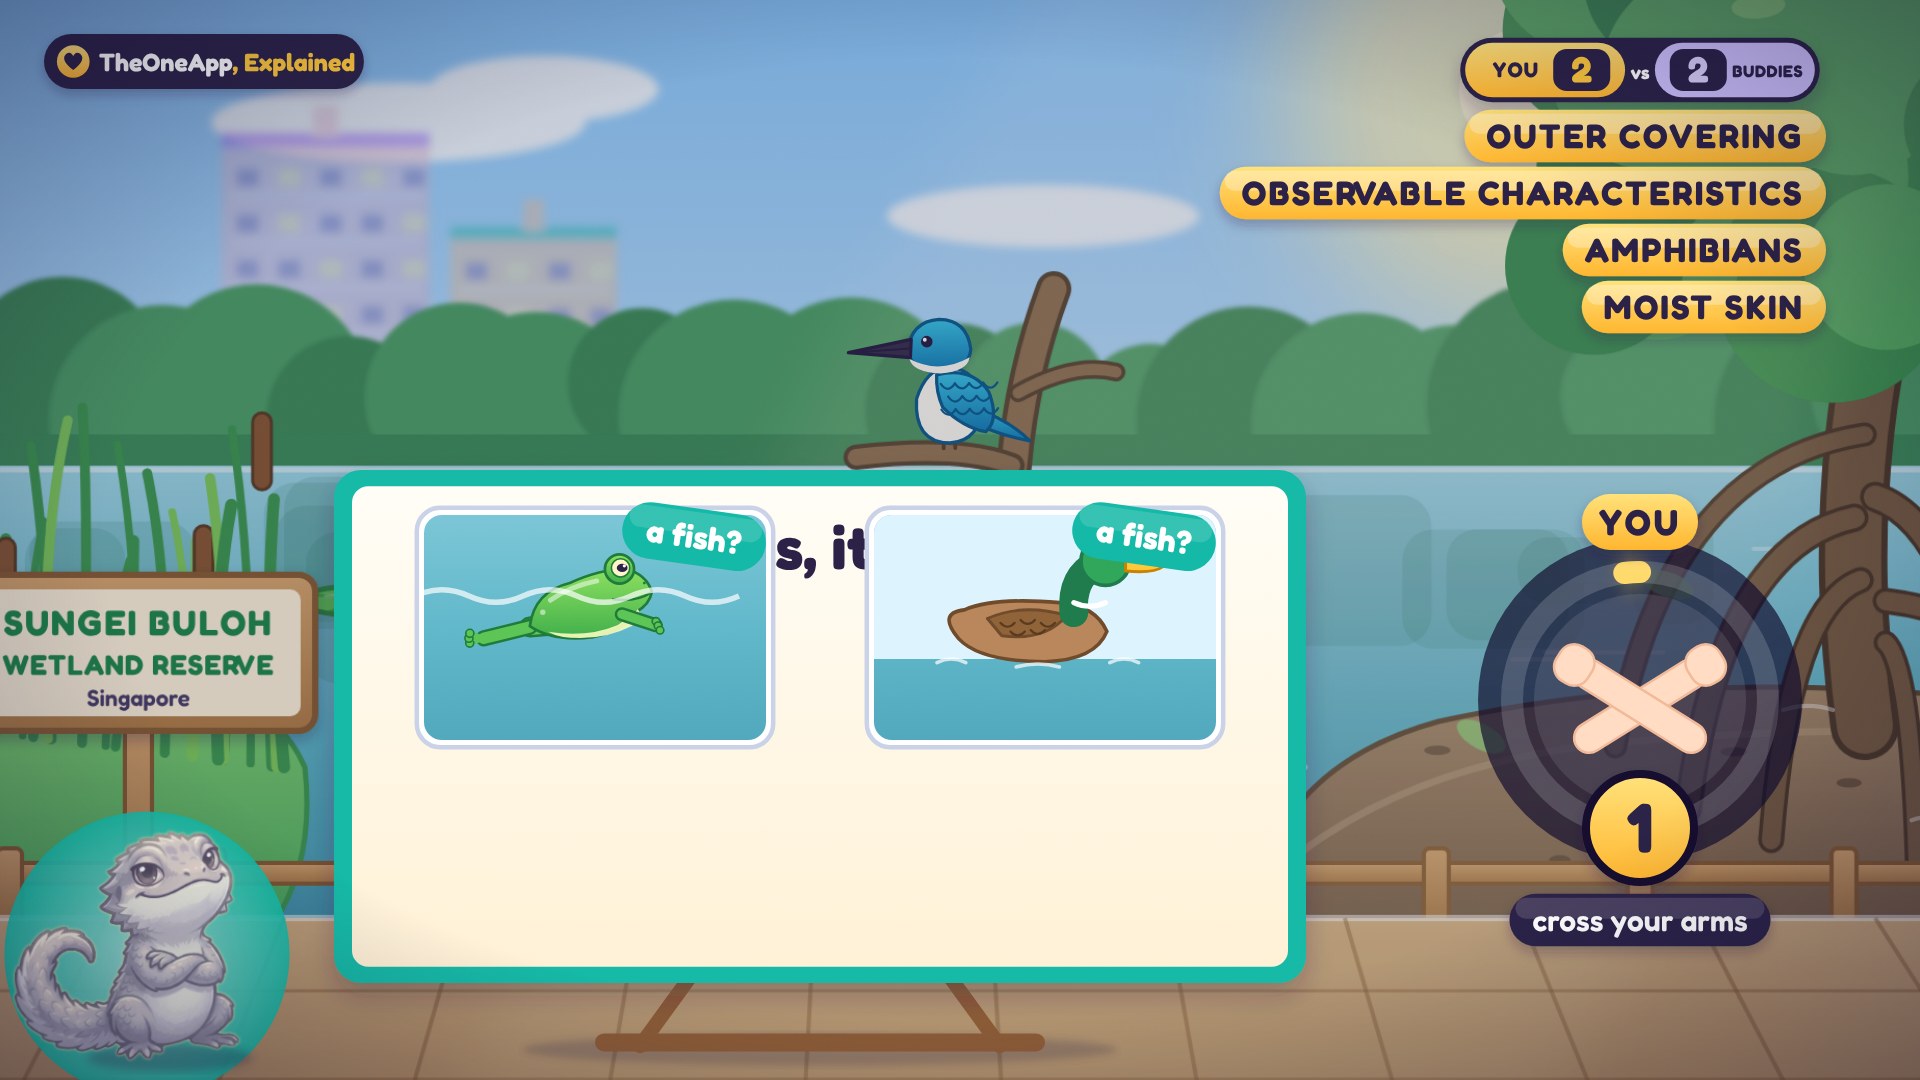 TheOneApp, Explained
YOU 2 vs 2 BUDDIES
OUTER COVERING
OBSERVABLE CHARACTERISTICS
AMPHIBIANS
MOIST SKIN
a fish?
a fish?
YOU
SUNGEI BULOH
WETLAND RESERVE
Singapore
1
cross your arms